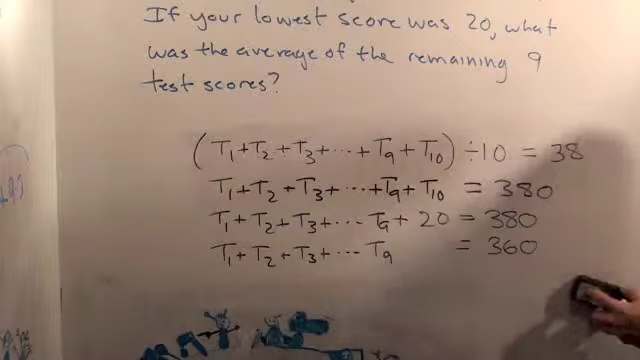 If your lowest score was 20, what
was the average of the remaining 9
test scores?
(T₁+T₂+T₃+⋯+T₉+T₁₀) ÷10 = 38
T₁+T₂+T₃+⋯+T₉+T₁₀ = 380
T₁+T₂+T₃+⋯ T₉+20 = 380
T₁+T₂+T₃+⋯ T₉ = 360